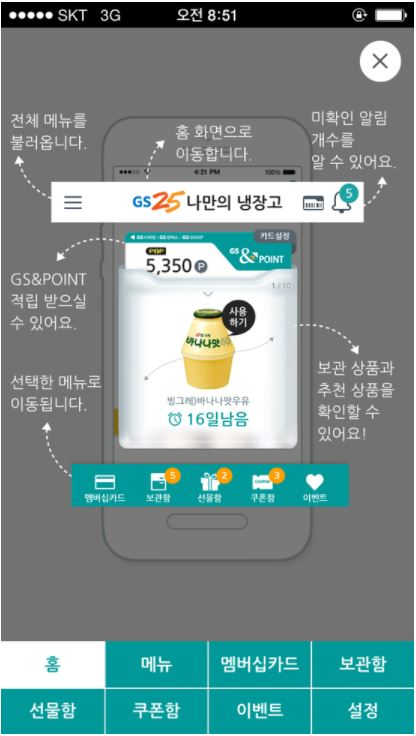 SKT 3G 오전 8:51
전체 메뉴를
불러옵니다.
홈 화면으로
이동합니다.
미확인 알림
개수를
알 수 있어요.
4:21 PM 100%
GS25 나만의 냉장고 5
카드설정
POP
5,350 P
GS&POINT
1 / 10
GS&POINT
적립 받으실
수 있어요.
사용
하기
바나나맛
빙그레)바나나맛우유
16일남음
보관 상품과
추천 상품을
확인할 수
있어요!
선택한 메뉴로
이동됩니다.
5 2 3
COUPON
멤버십카드 보관함 선물함 쿠폰함 이벤트
홈 메뉴 멤버십카드 보관함
선물함 쿠폰함 이벤트 설정